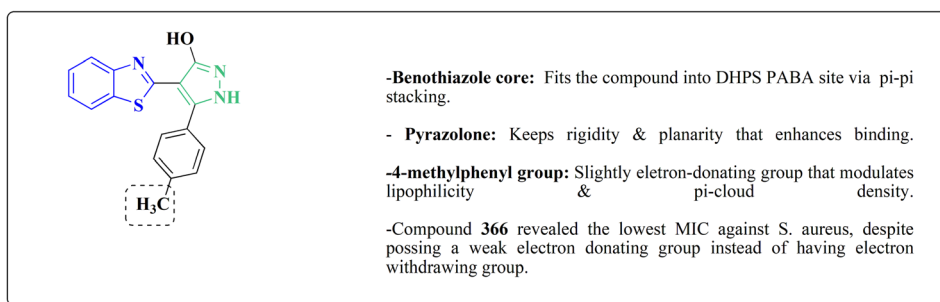 HO
N
N
NH
S
H₃C
-Benothiazole core: Fits the compound into DHPS PABA site via pi-pi
stacking.
- Pyrazolone: Keeps rigidity & planarity that enhances binding.
-4-methylphenyl group: Slightly eletron-donating group that modulates
lipophilicity & pi-cloud density.
-Compound 366 revealed the lowest MIC against S. aureus, despite
possing a weak electron donating group instead of having electron
withdrawing group.